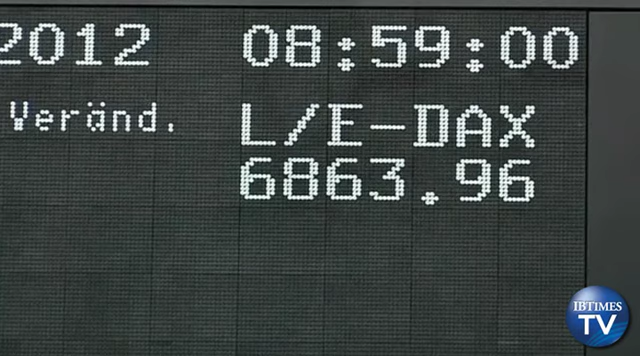 2012 08:59:00
Veränd. L/E-DAX
6863.96
IBTIMES
TV